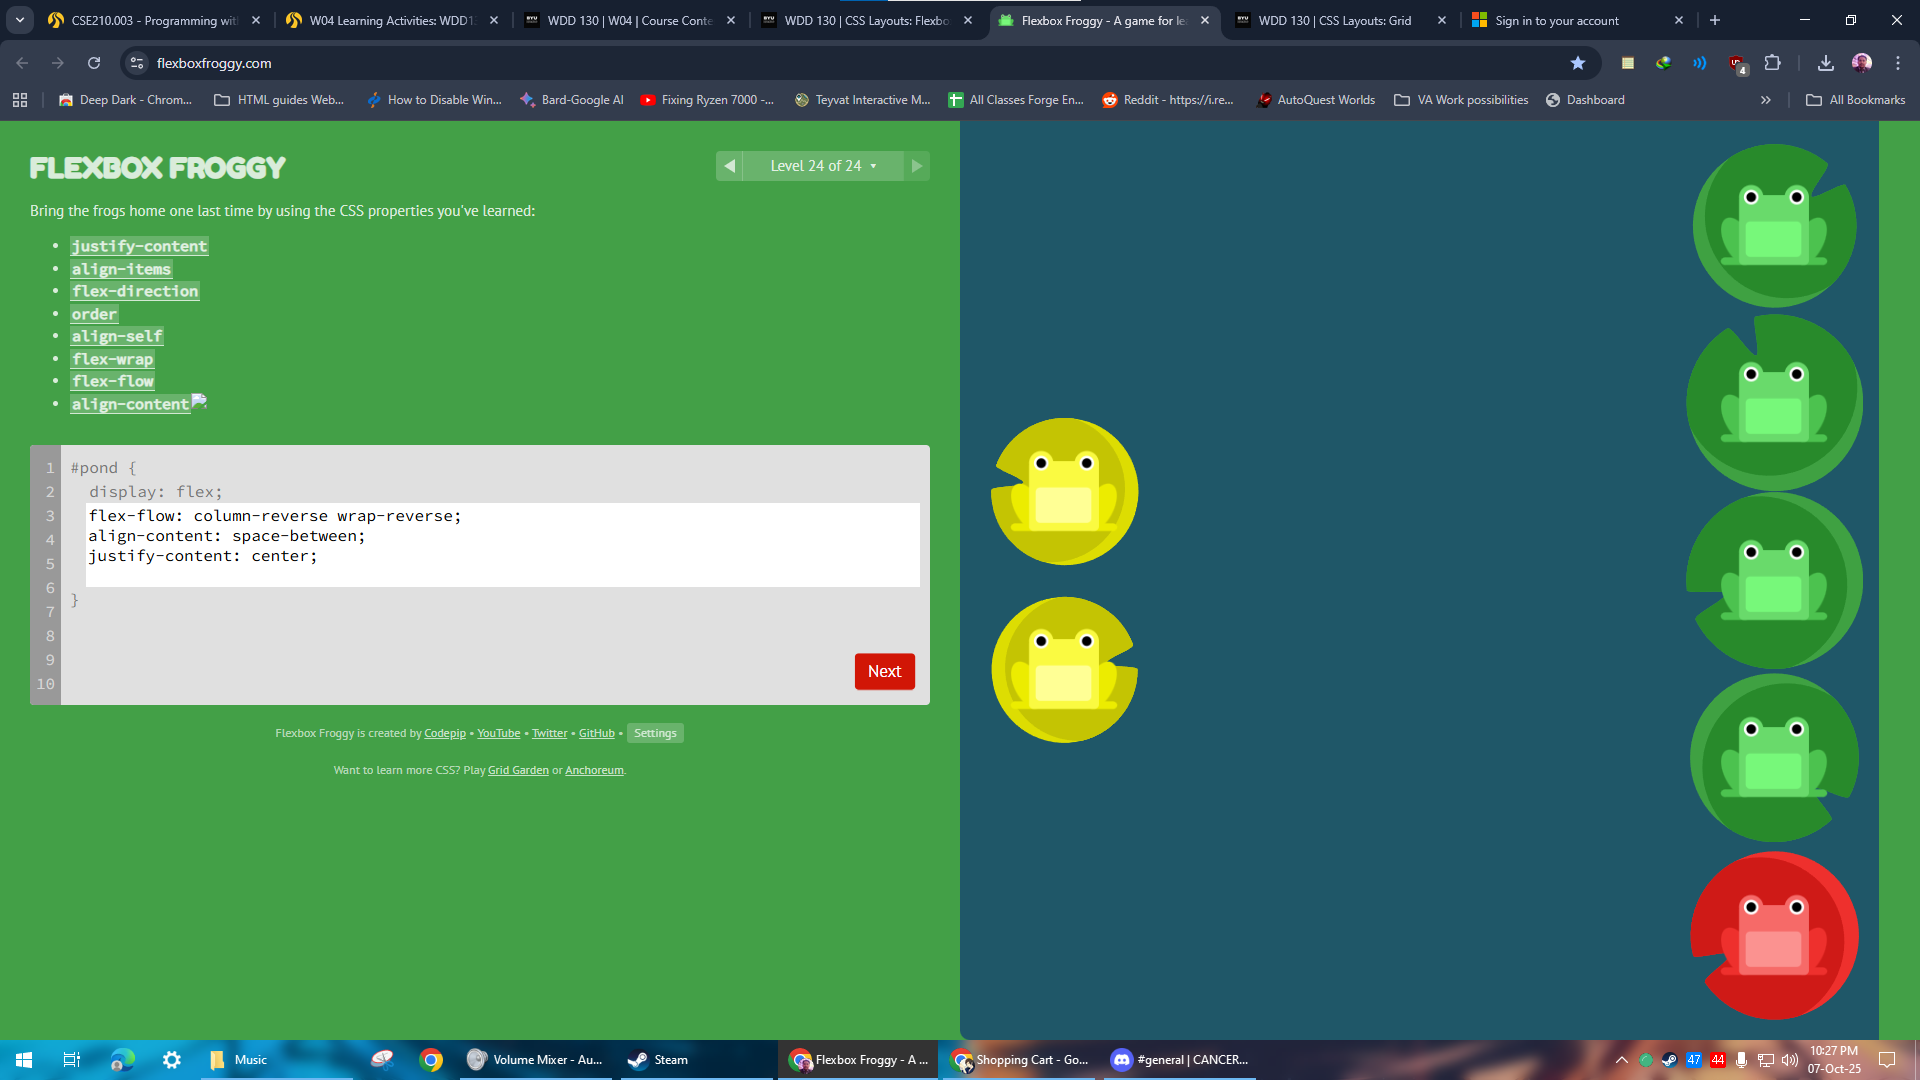 CSE210.003 - Programming wit
W04 Learning Activities: WDD1
WDD 130 | W04 | Course Conte
WDD 130 | CSS Layouts: Flexbo
Flexbox Froggy - A game for le
WDD 130 | CSS Layouts: Grid
Sign in to your account
flexboxfroggy.com
4
Deep Dark - Chrom...
HTML guides Web...
How to Disable Win...
Bard-Google AI
Fixing Ryzen 7000 -...
Teyvat Interactive M...
All Classes Forge En...
Reddit - https://i.re...
AutoQuest Worlds
VA Work possibilities
Dashboard
All Bookmarks
FLEXBOX FROGGY
Level 24 of 24
Bring the frogs home one last time by using the CSS properties you've learned:
• justify-content
• align-items
• flex-direction
• order
• align-self
• flex-wrap
• flex-flow
• align-content
1 #pond {
2 display: flex;
3 flex-flow: column-reverse wrap-reverse;
4 align-content: space-between;
5 justify-content: center;
6 }
7
8
9
10
Next
Flexbox Froggy is created by Codepip • YouTube • Twitter • GitHub • Settings
Want to learn more CSS? Play Grid Garden or Anchoreum.
Music
Volume Mixer - Au...
Steam
Flexbox Froggy - A ...
Shopping Cart - Go...
#general | CANCER...
47
44
10:27 PM
07-Oct-25